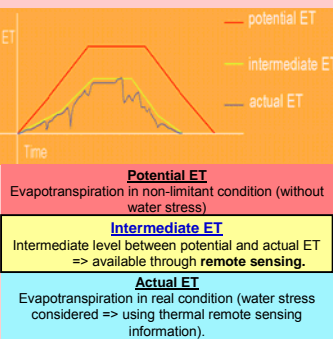 potential ET
ET
intermediate ET
actual ET
Time
Potential ET
Evapotranspiration in non-limitant condition (without
water stress)
Intermediate ET
Intermediate level between potential and actual ET
=> available through remote sensing.
Actual ET
Evapotranspiration in real condition (water stress
considered => using thermal remote sensing
information).